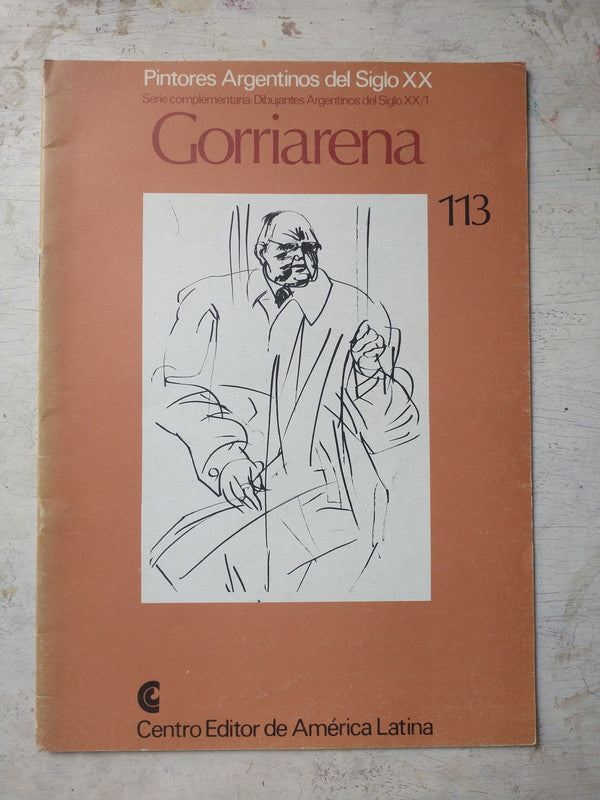 Pintores Argentinos del Siglo XX
Serie complementaria: Dibujantes Argentinos del Siglo XX/1
Gorriarena
113
Centro Editor de América Latina